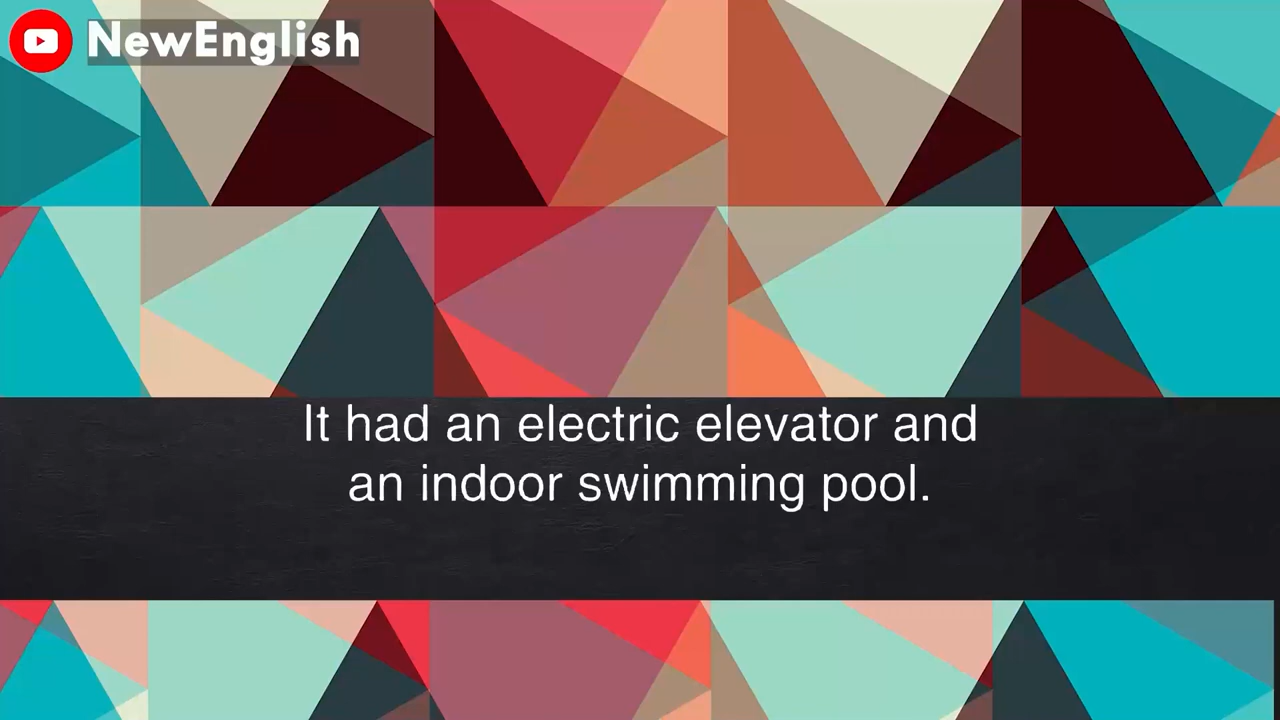 NewEnglish
It had an electric elevator and
an indoor swimming pool.